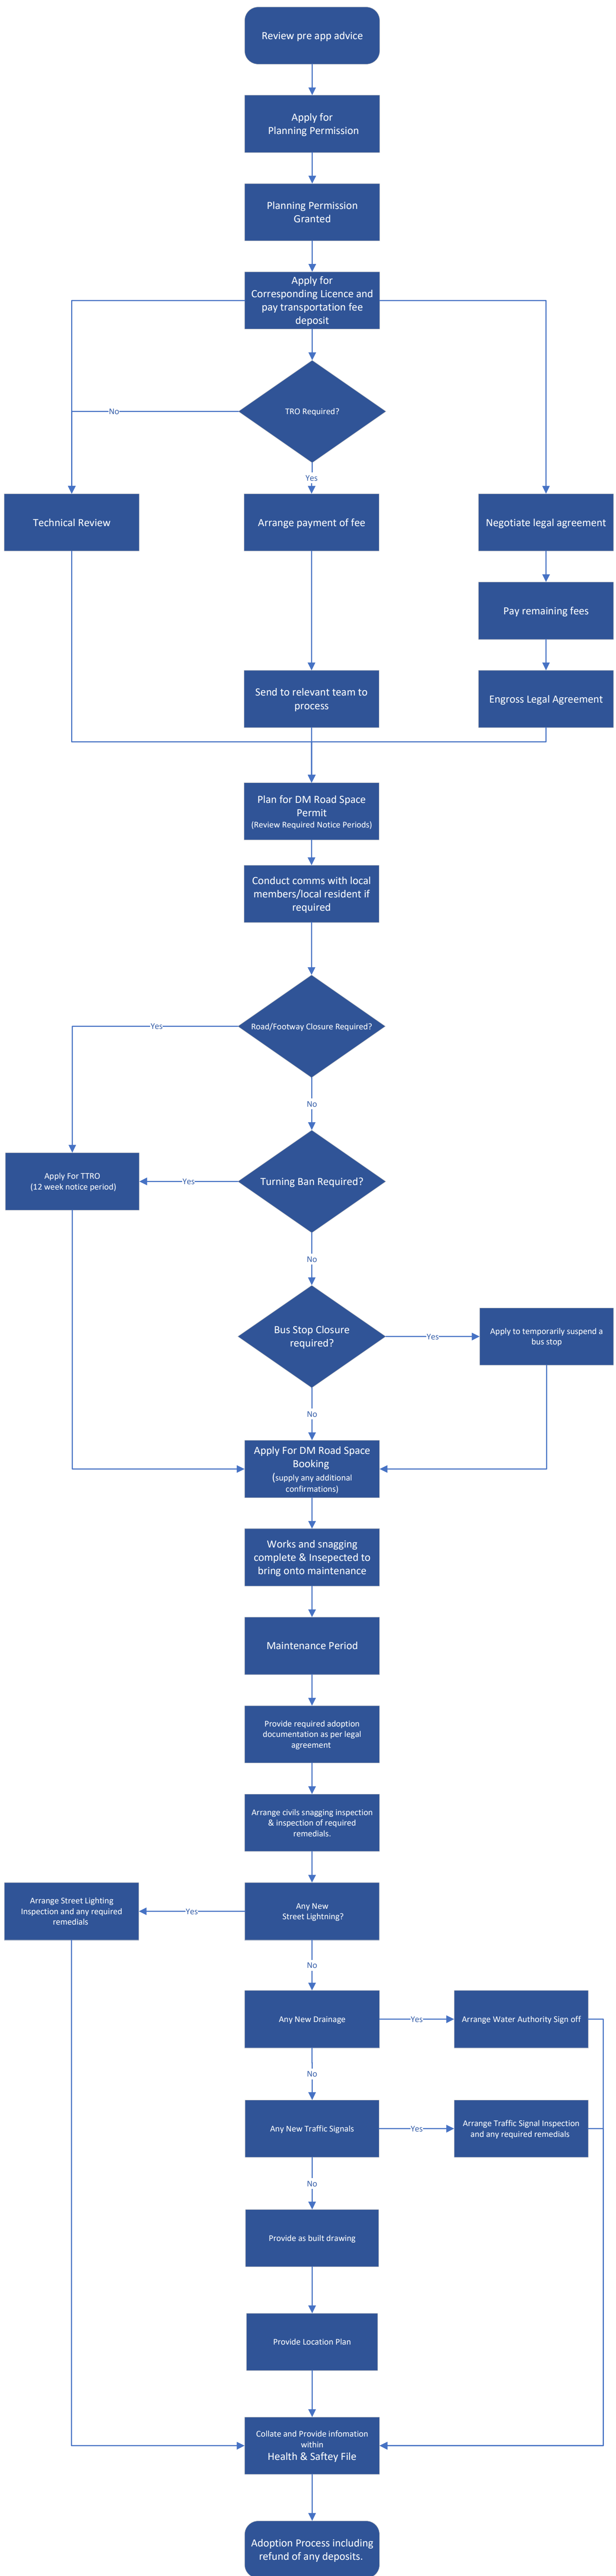 Review pre app advice
Apply for
Planning Permission
Planning Permission
Granted
Apply for
Corresponding Licence and
pay transportation fee
deposit
TRO Required?
No
Yes
Technical Review
Arrange payment of fee
Negotiate legal agreement
Pay remaining fees
Send to relevant team to
process
Engross Legal Agreement
Plan for DM Road Space
Permit
(Review Required Notice Periods)
Conduct comms with local
members/local resident if
required
Road/Footway Closure Required?
Yes
No
Apply For TTRO
(12 week notice period)
Yes
Turning Ban Required?
No
Bus Stop Closure
required?
Yes
Apply to temporarily suspend a
bus stop
No
Apply For DM Road Space
Booking
(supply any additional
confirmations)
Works and snagging
complete & Insepected to
bring onto maintenance
Maintenance Period
Provide required adoption
documentation as per legal
agreement
Arrange civils snagging inspection
& inspection of required
remedials.
Arrange Street Lighting
Inspection and any required
remedials
Yes
Any New
Street Lightning?
No
Any New Drainage
Yes
Arrange Water Authority Sign off
No
Any New Traffic Signals
Yes
Arrange Traffic Signal Inspection
and any required remedials
No
Provide as built drawing
Provide Location Plan
Collate and Provide infomation
within
Health & Saftey File
Adoption Process including
refund of any deposits.